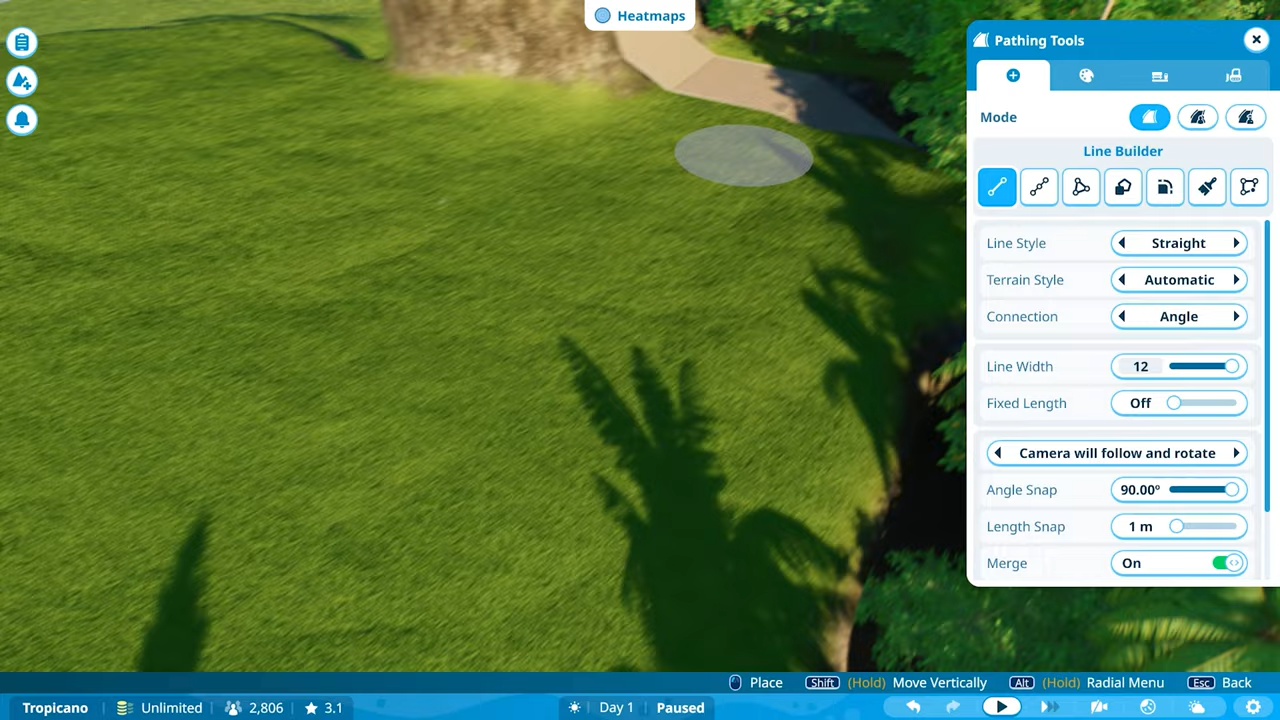 Heatmaps
Pathing Tools
Mode
Line Builder
Line Style Straight
Terrain Style Automatic
Connection Angle
Line Width 12
Fixed Length Off
Camera will follow and rotate
Angle Snap 90.00°
Length Snap 1 m
Merge On
Place Shift (Hold) Move Vertically Alt (Hold) Radial Menu Esc Back
Tropicano Unlimited 2,806 3.1 Day 1 Paused